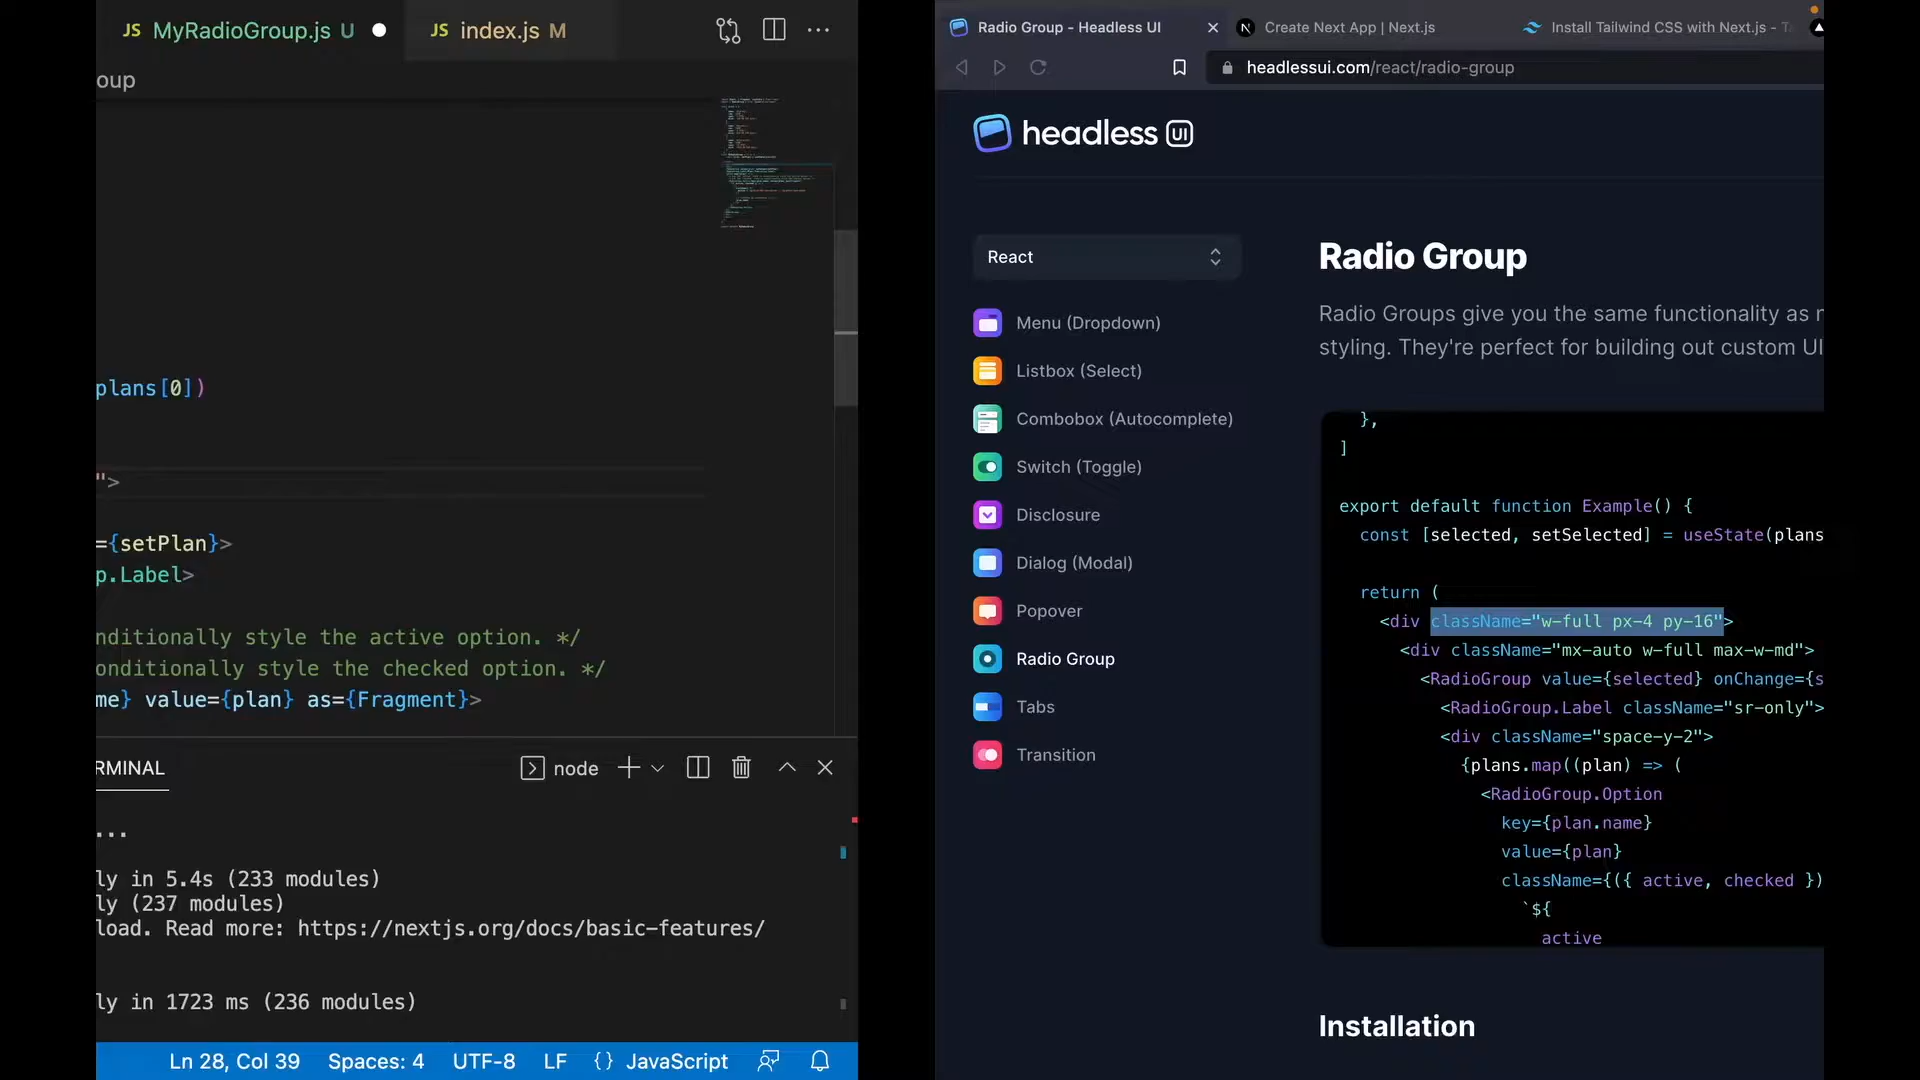 JS MyRadioGroup.js U
JS index.js M
oup
plans[0])
">
={setPlan}>
p.Label>
nditionally style the active option. */
onditionally style the checked option. */
me} value={plan} as={Fragment}>
RMINAL
node
...
ly in 5.4s (233 modules)
ly (237 modules)
load. Read more: https://nextjs.org/docs/basic-features/
ly in 1723 ms (236 modules)
Ln 28, Col 39 Spaces: 4 UTF-8 LF {} JavaScript
Radio Group - Headless UI
Create Next App | Next.js
Install Tailwind CSS with Next.js - Ta
headlessui.com/react/radio-group
headless UI
React
Menu (Dropdown)
Listbox (Select)
Combobox (Autocomplete)
Switch (Toggle)
Disclosure
Dialog (Modal)
Popover
Radio Group
Tabs
Transition
Radio Group
Radio Groups give you the same functionality as
styling. They're perfect for building out custom UI
},
]
export default function Example() {
const [selected, setSelected] = useState(plans
return (
<div className="w-full px-4 py-16">
<div className="mx-auto w-full max-w-md">
<RadioGroup value={selected} onChange={s
<RadioGroup.Label className="sr-only">
<div className="space-y-2">
{plans.map((plan) => (
<RadioGroup.Option
key={plan.name}
value={plan}
className={({ active, checked })
`${
active
Installation